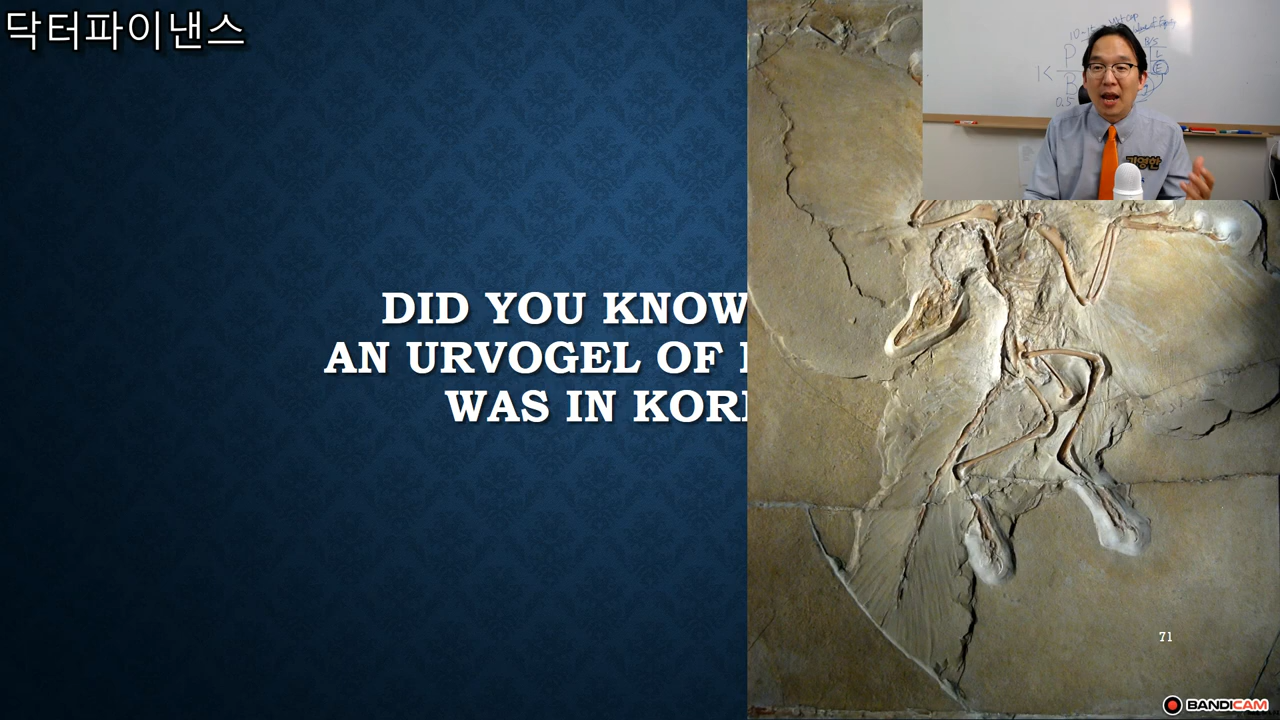 닥터파이낸스
DID YOU KNOW
AN URVOGEL OF
WAS IN KOR
71
BANDICAM